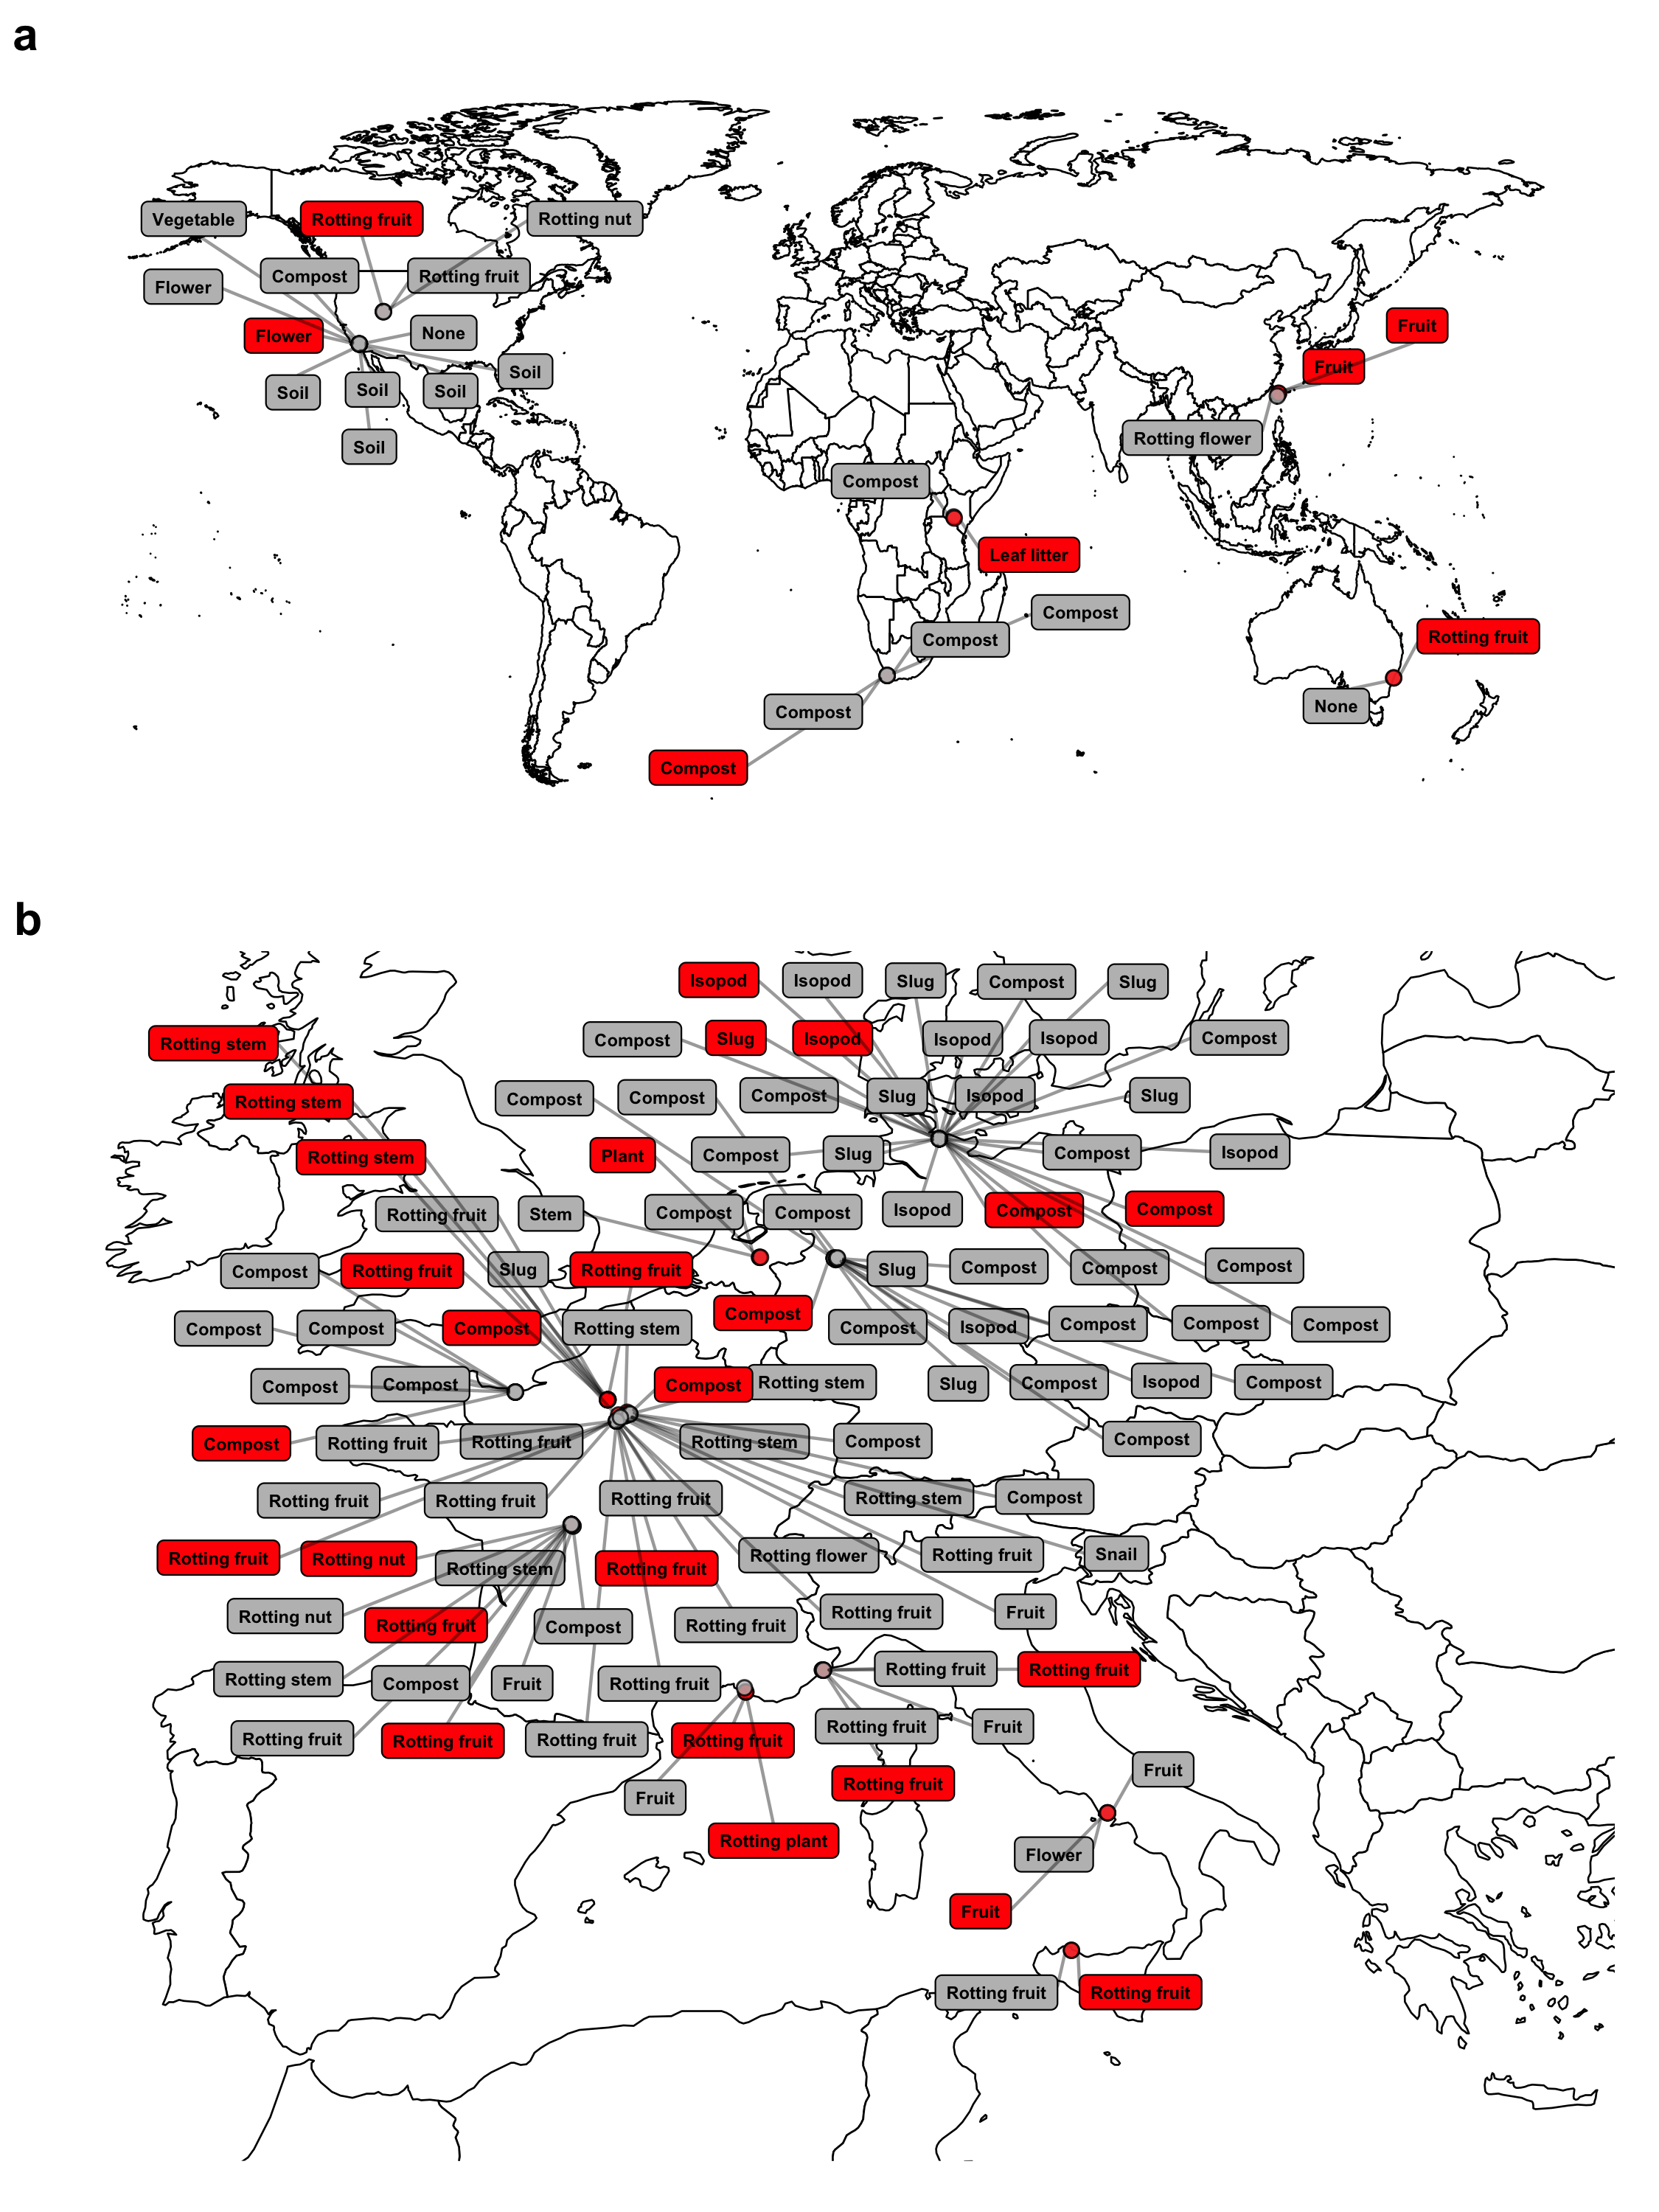 a
Vegetable
Rotting fruit
Rotting nut
Compost
Rotting fruit
Flower
Flower
None
Fruit
Fruit
Soil
Soil
Soil
Soil
Soil
Rotting flower
Compost
Leaf litter
Compost
Compost
Rotting fruit
Compost
None
Compost
b
Isopod
Isopod
Slug
Compost
Slug
Rotting stem
Compost
Slug
Isopod
Isopod
Isopod
Compost
Rotting stem
Compost
Compost
Compost
Slug
Isopod
Slug
Rotting stem
Plant
Compost
Slug
Compost
Isopod
Rotting fruit
Stem
Compost
Compost
Isopod
Compost
Compost
Compost
Rotting fruit
Slug
Rotting fruit
Slug
Compost
Compost
Compost
Compost
Compost
Compost
Rotting stem
Compost
Compost
Isopod
Compost
Compost
Compost
Compost
Compost
Compost
Rotting stem
Slug
Compost
Isopod
Compost
Compost
Rotting fruit
Rotting fruit
Rotting stem
Compost
Compost
Rotting fruit
Rotting fruit
Rotting fruit
Rotting stem
Compost
Rotting fruit
Rotting nut
Rotting stem
Rotting fruit
Rotting flower
Rotting fruit
Snail
Rotting nut
Rotting fruit
Compost
Rotting fruit
Rotting fruit
Fruit
Rotting stem
Compost
Fruit
Rotting fruit
Rotting fruit
Rotting fruit
Rotting fruit
Rotting fruit
Rotting fruit
Rotting fruit
Rotting fruit
Fruit
Fruit
Rotting fruit
Fruit
Rotting plant
Flower
Fruit
Rotting fruit
Rotting fruit